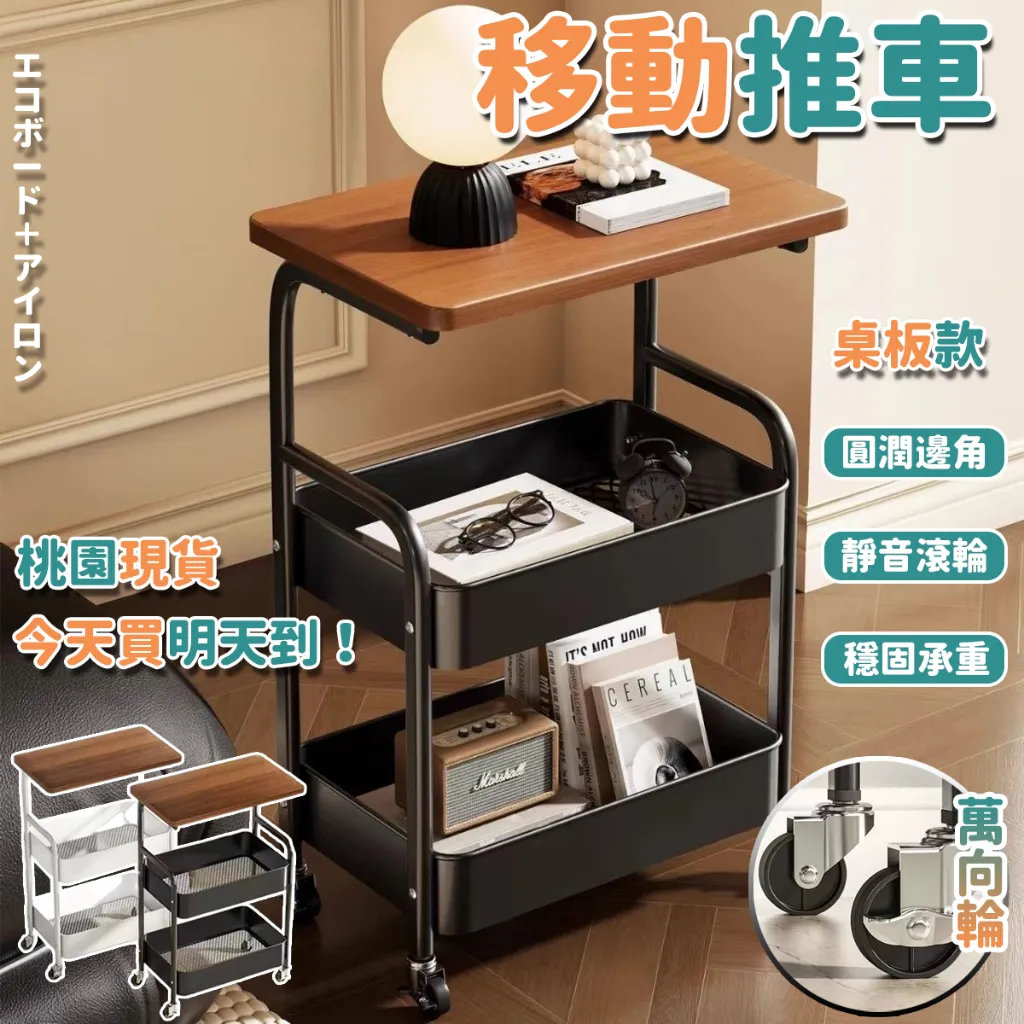 移動推車
エコボード+アイロン
ELE
桌板款
圓潤邊角
靜音滾輪
穩固承重
桃園現貨
今天買明天到！
IT'S NOT HOW
CEREAL
Marshall
萬向輪